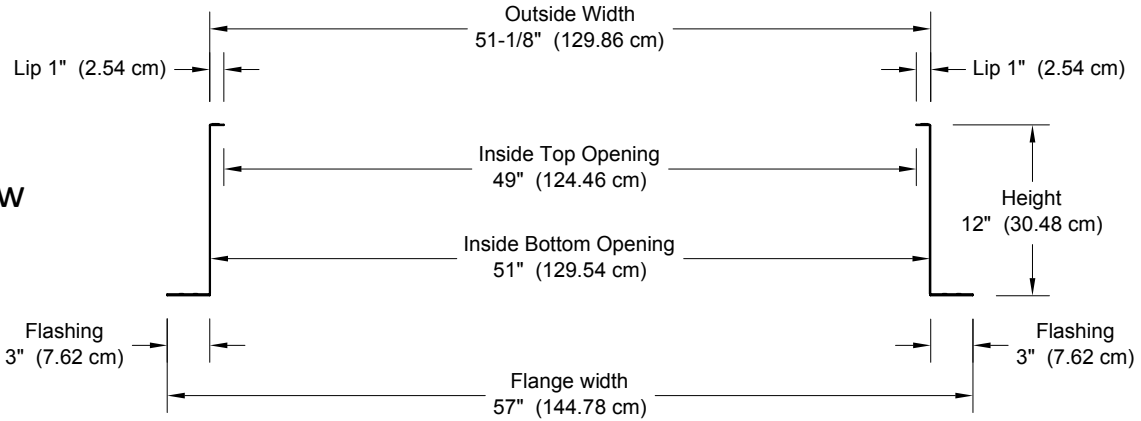 Outside Width
51-1/8" (129.86 cm)
Lip 1" (2.54 cm)
Lip 1" (2.54 cm)
Inside Top Opening
49" (124.46 cm)
w
Height
12" (30.48 cm)
Inside Bottom Opening
51" (129.54 cm)
Flashing
3" (7.62 cm)
Flashing
3" (7.62 cm)
Flange width
57" (144.78 cm)